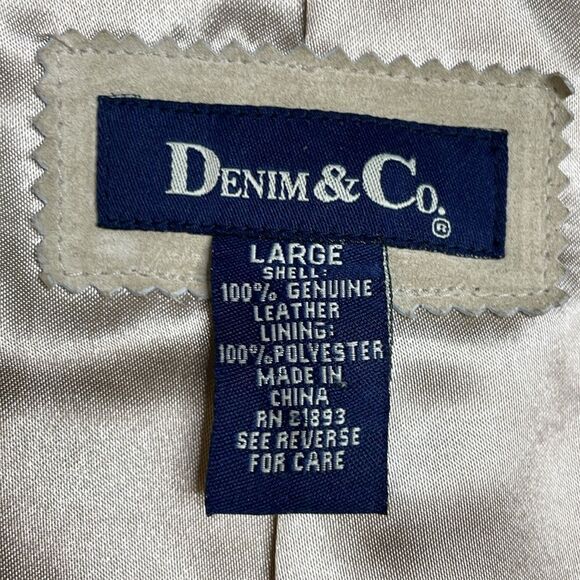 DENIM & CO.®
LARGE
SHELL:
100% GENUINE
LEATHER
LINING:
100% POLYESTER
MADE IN
CHINA
RN 81893
SEE REVERSE
FOR CARE